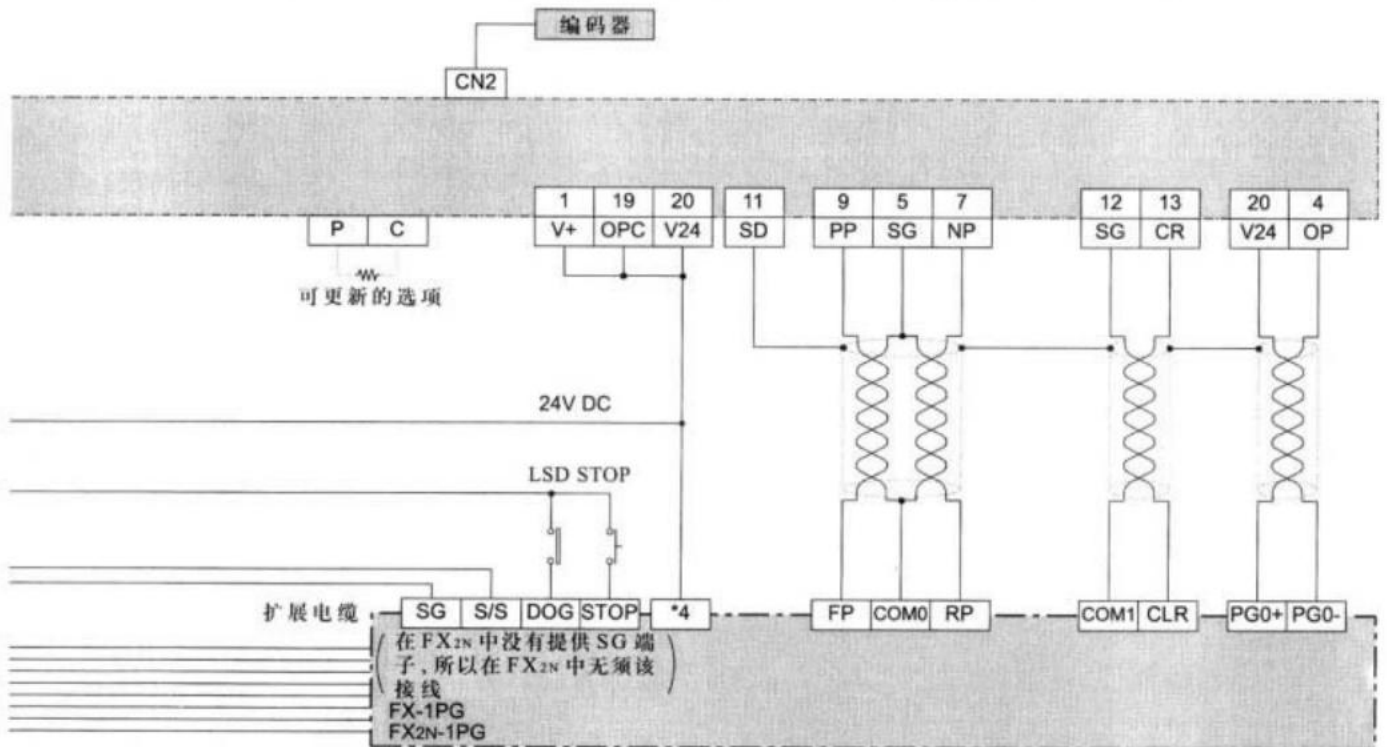 编码器
CN2
1 19 20 11 9 5 7 12 13 20 4
P C V+ OPC V24 SD PP SG NP SG CR V24 OP
可更新的选项
24V DC
LSD STOP
扩展电缆 SG S/S DOG STOP *4 FP COM0 RP COM1 CLR PG0+ PG0-
(在FX2N中没有提供SG端
子,所以在FX2N中无须该
接线)
FX-1PG
FX2N-1PG